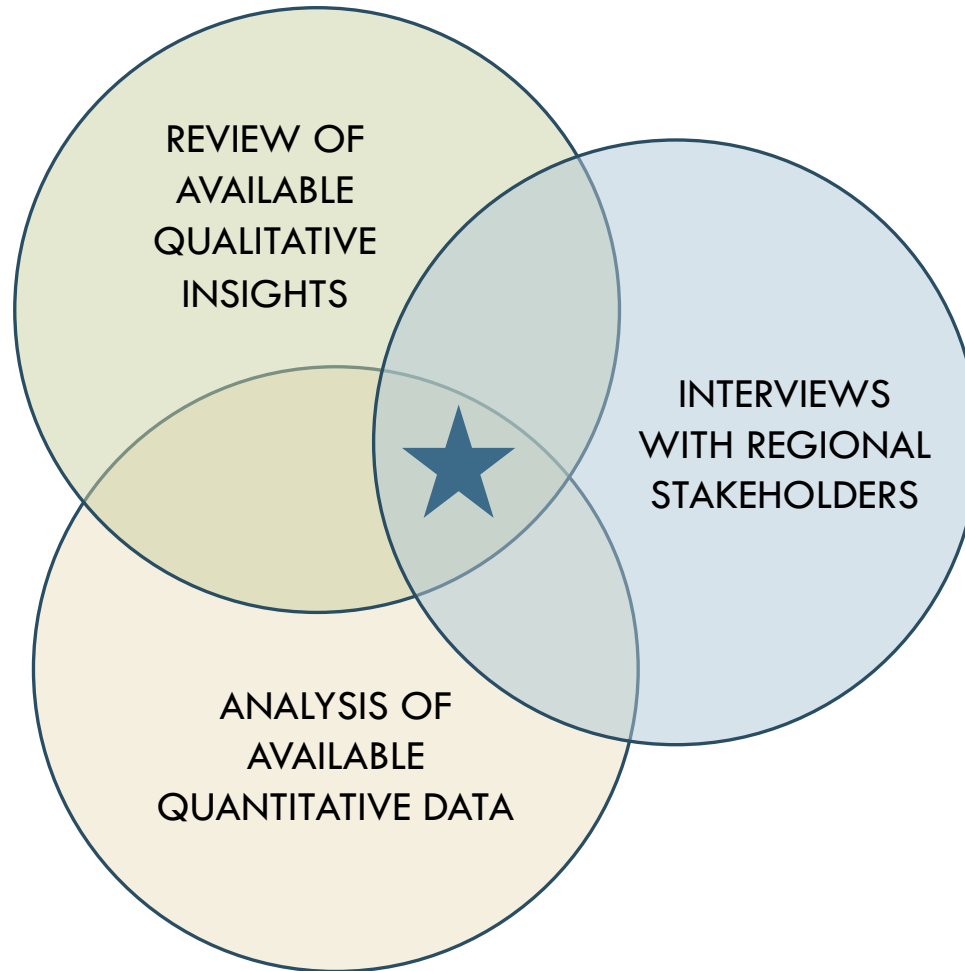 REVIEW OF
AVAILABLE
QUALITATIVE
INSIGHTS
INTERVIEWS
WITH REGIONAL
STAKEHOLDERS
ANALYSIS OF
AVAILABLE
QUANTITATIVE DATA